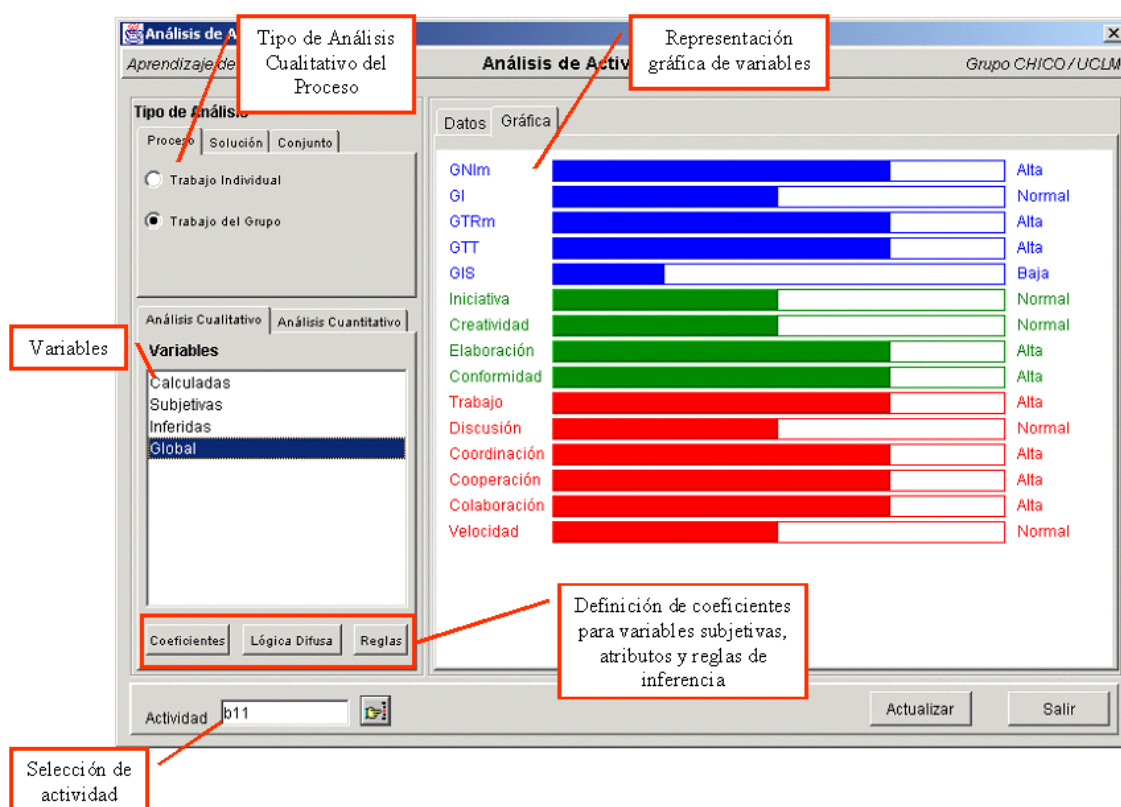 Análisis de A
Tipo de Análisis
Cualitativo del
Proceso
Representación
gráfica de variables
Aprendizaje de
Análisis de Activ
Grupo CHICO / UCLM
Tipo de Análisis
Proceso Solución Conjunto
Trabajo Individual
Trabajo del Grupo
Análisis Cualitativo Análisis Cuantitativo
Variables
Variables
Calculadas
Subjetivas
Inferidas
Global
Coeficientes Lógica Difusa Reglas
Datos Gráfica
GNIm Alta
GI Normal
GTRm Alta
GTT Alta
GIS Baja
Iniciativa Normal
Creatividad Normal
Elaboración Alta
Conformidad Alta
Trabajo Alta
Discusión Normal
Coordinación Alta
Cooperación Alta
Colaboración Alta
Velocidad Normal
Definición de coeficientes
para variables subjetivas,
atributos y reglas de
inferencia
Actividad b11
Actualizar Salir
Selección de
actividad